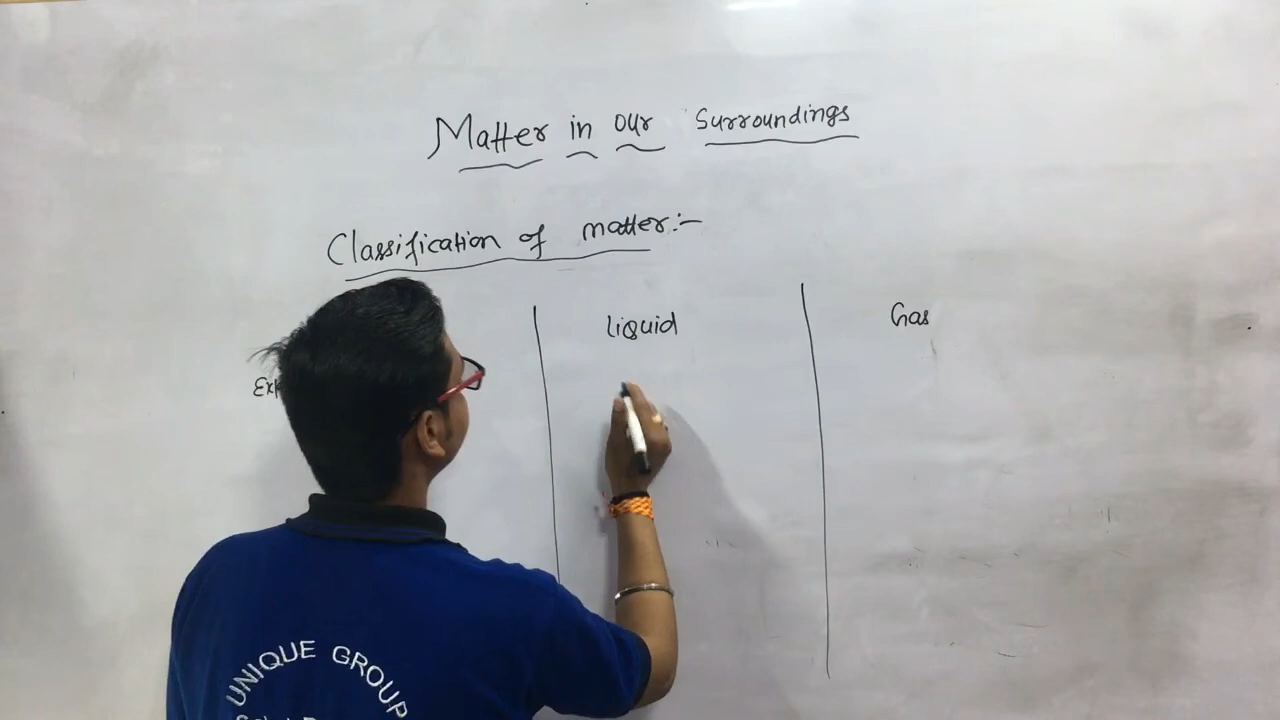 Matter in our Surroundings
Classification of matter:-
liquid
Gas
UNIQUE GROUP